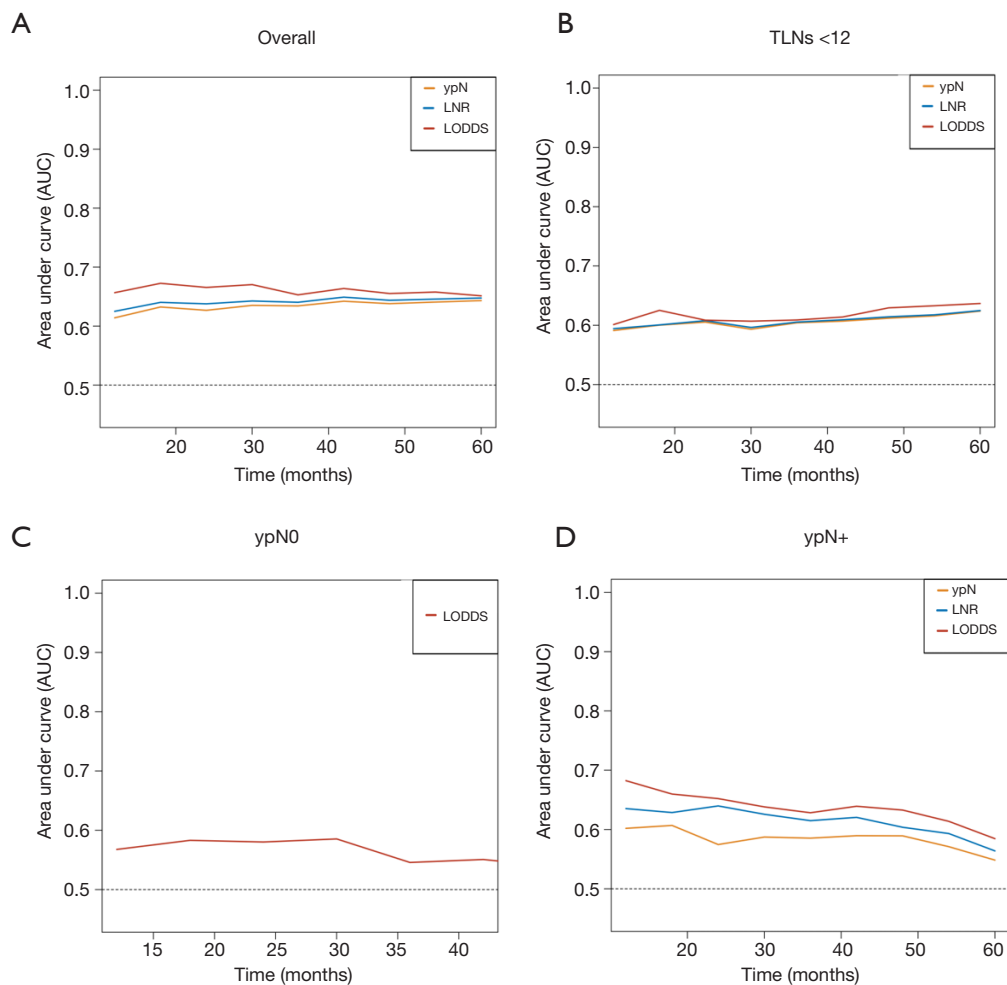 A
Overall
ypN
LNR
LODDS
1.0
0.9
0.8
0.7
0.6
0.5
Area under curve (AUC)
20
30
40
50
60
Time (months)
B
TLNs <12
ypN
LNR
LODDS
1.0
0.9
0.8
0.7
0.6
0.5
Area under curve (AUC)
20
30
40
50
60
Time (months)
C
ypN0
LODDS
1.0
0.9
0.8
0.7
0.6
0.5
Area under curve (AUC)
15
20
25
30
35
40
Time (months)
D
ypN+
ypN
LNR
LODDS
1.0
0.9
0.8
0.7
0.6
0.5
Area under curve (AUC)
20
30
40
50
60
Time (months)